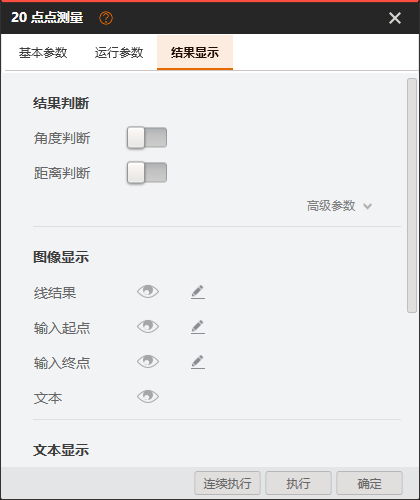 20 点点测量
基本参数 运行参数 结果显示
结果判断
角度判断
距离判断
高级参数
图像显示
线结果
输入起点
输入终点
文本
文本显示
连续执行 执行 确定